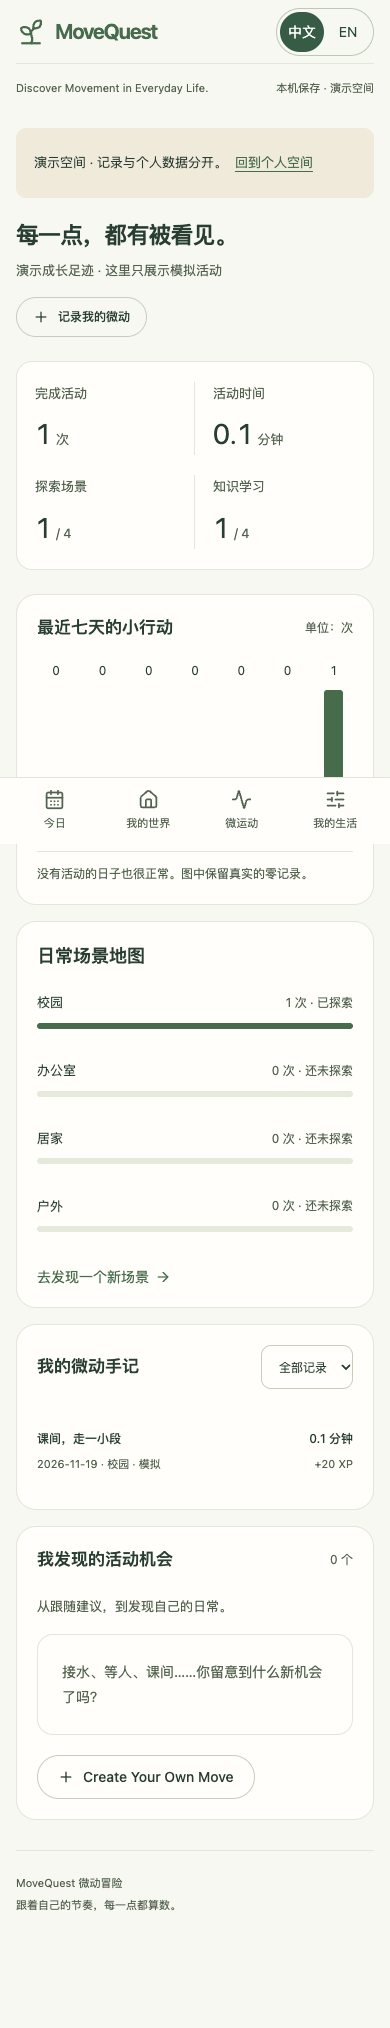 MoveQuest
中文 EN
Discover Movement in Everyday Life. 本机保存 · 演示空间
演示空间 · 记录与个人数据分开。 回到个人空间
每一点，都有被看见。
演示成长足迹 · 这里只展示模拟活动
记录我的微动
完成活动 活动时间
1 次 0.1 分钟
探索场景 知识学习
1 / 4 1 / 4
最近七天的小行动 单位：次
0 0 0 0 0 0 1
今日 我的世界 微运动 我的生活
没有活动的日子也很正常。图中保留真实的零记录。
日常场景地图
校园 1 次 · 已探索
办公室 0 次 · 还未探索
居家 0 次 · 还未探索
户外 0 次 · 还未探索
去发现一个新场景 →
我的微动手记 全部记录
课间，走一小段 0.1 分钟
2026-11-19 · 校园 · 模拟 +20 XP
我发现的活动机会 0 个
从跟随建议，到发现自己的日常。
接水、等人、课间……你留意到什么新机会
了吗？
Create Your Own Move
MoveQuest 微动冒险
跟着自己的节奏，每一点都算数。